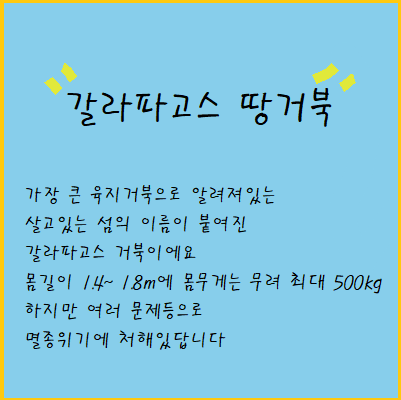 갈라파고스 땅거북
가장 큰 육지거북으로 알려져있는
살고있는 섬의 이름이 붙여진
갈라파고스 거북이에요
몸길이 1.4~ 1.8m에 몸무게는 무려 최대 500kg
하지만 여러 문제등으로
멸종위기에 처해있답니다